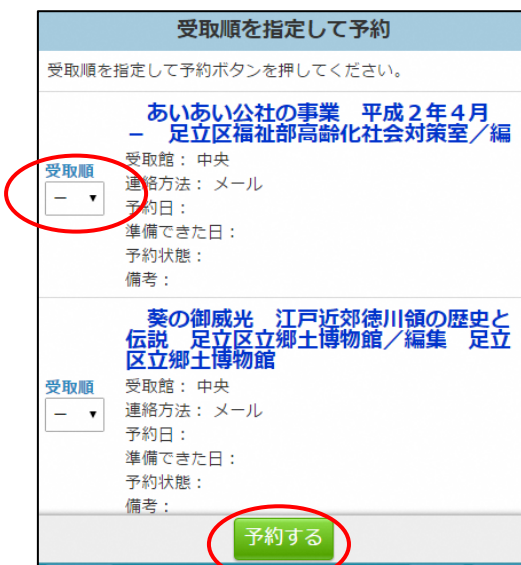 受取順を指定して予約
受取順を指定して予約ボタンを押してください。
あいあい公社の事業　平成２年４月
－　足立区福祉部高齢化社会対策室／編
受取順
－ ▼
受取館： 中央
連絡方法： メール
予約日：
準備できた日：
予約状態：
備考：
葵の御威光　江戸近郊徳川領の歴史と
伝説　足立区立郷土博物館／編集　足立
区立郷土博物館
受取順
－ ▼
受取館： 中央
連絡方法： メール
予約日：
準備できた日：
予約状態：
備考：
予約する